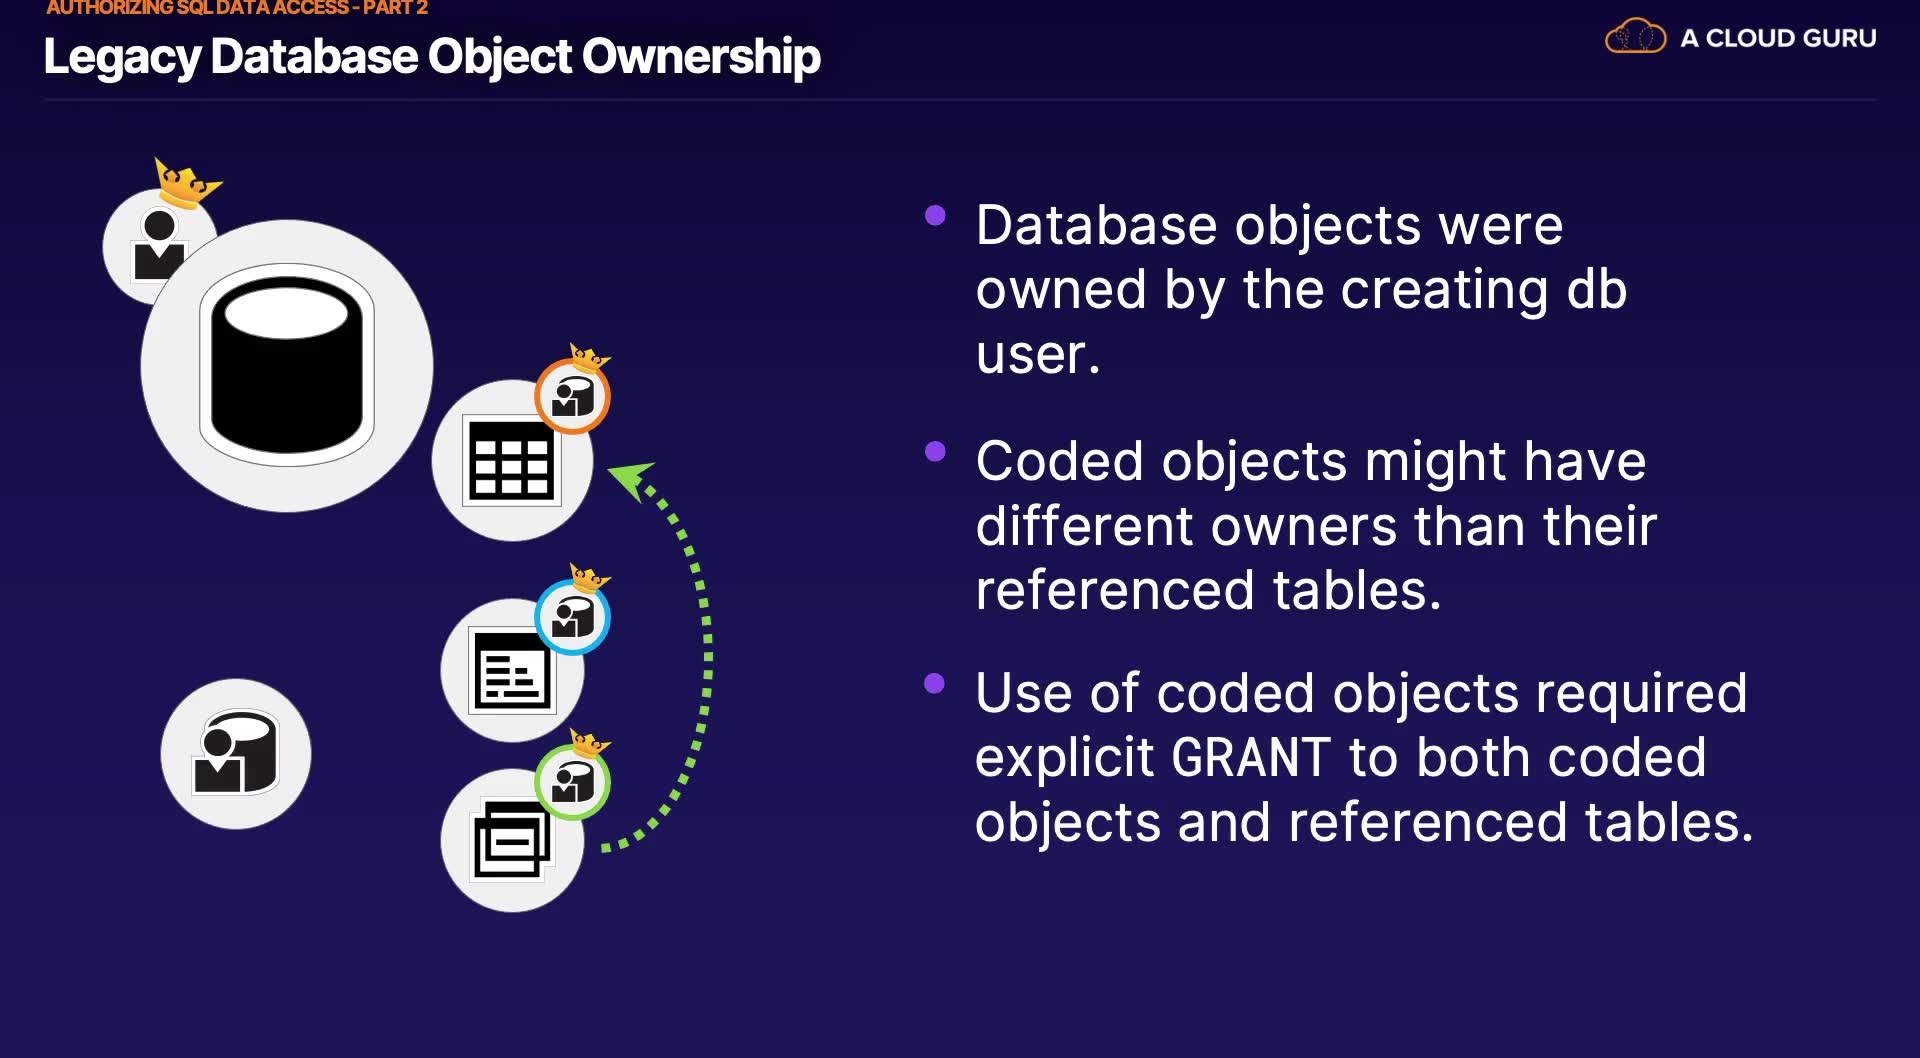 AUTHORIZING SQL DATA ACCESS - PART 2
Legacy Database Object Ownership
A CLOUD GURU
Database objects were
owned by the creating db
user.
Coded objects might have
different owners than their
referenced tables.
Use of coded objects required
explicit GRANT to both coded
objects and referenced tables.